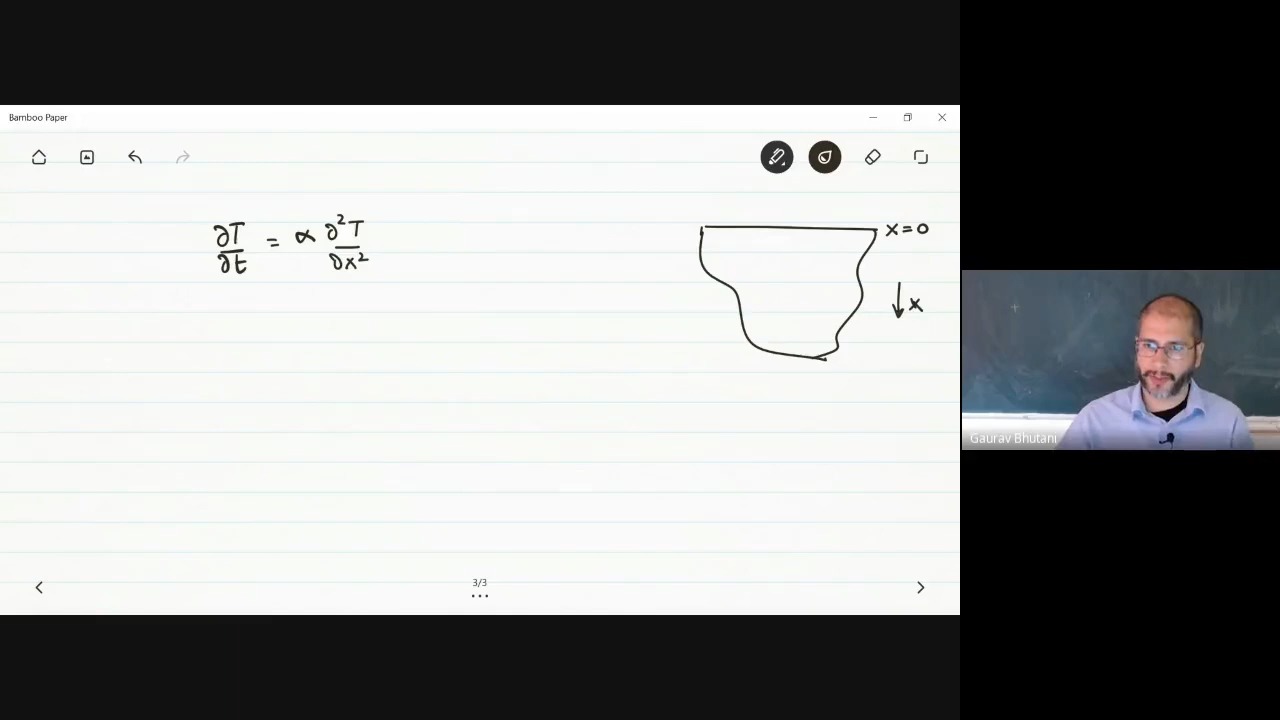 Bamboo Paper
∂T/∂t = α ∂²T/∂x²
x=0
↓x
Gaurav Bhutani
3/3